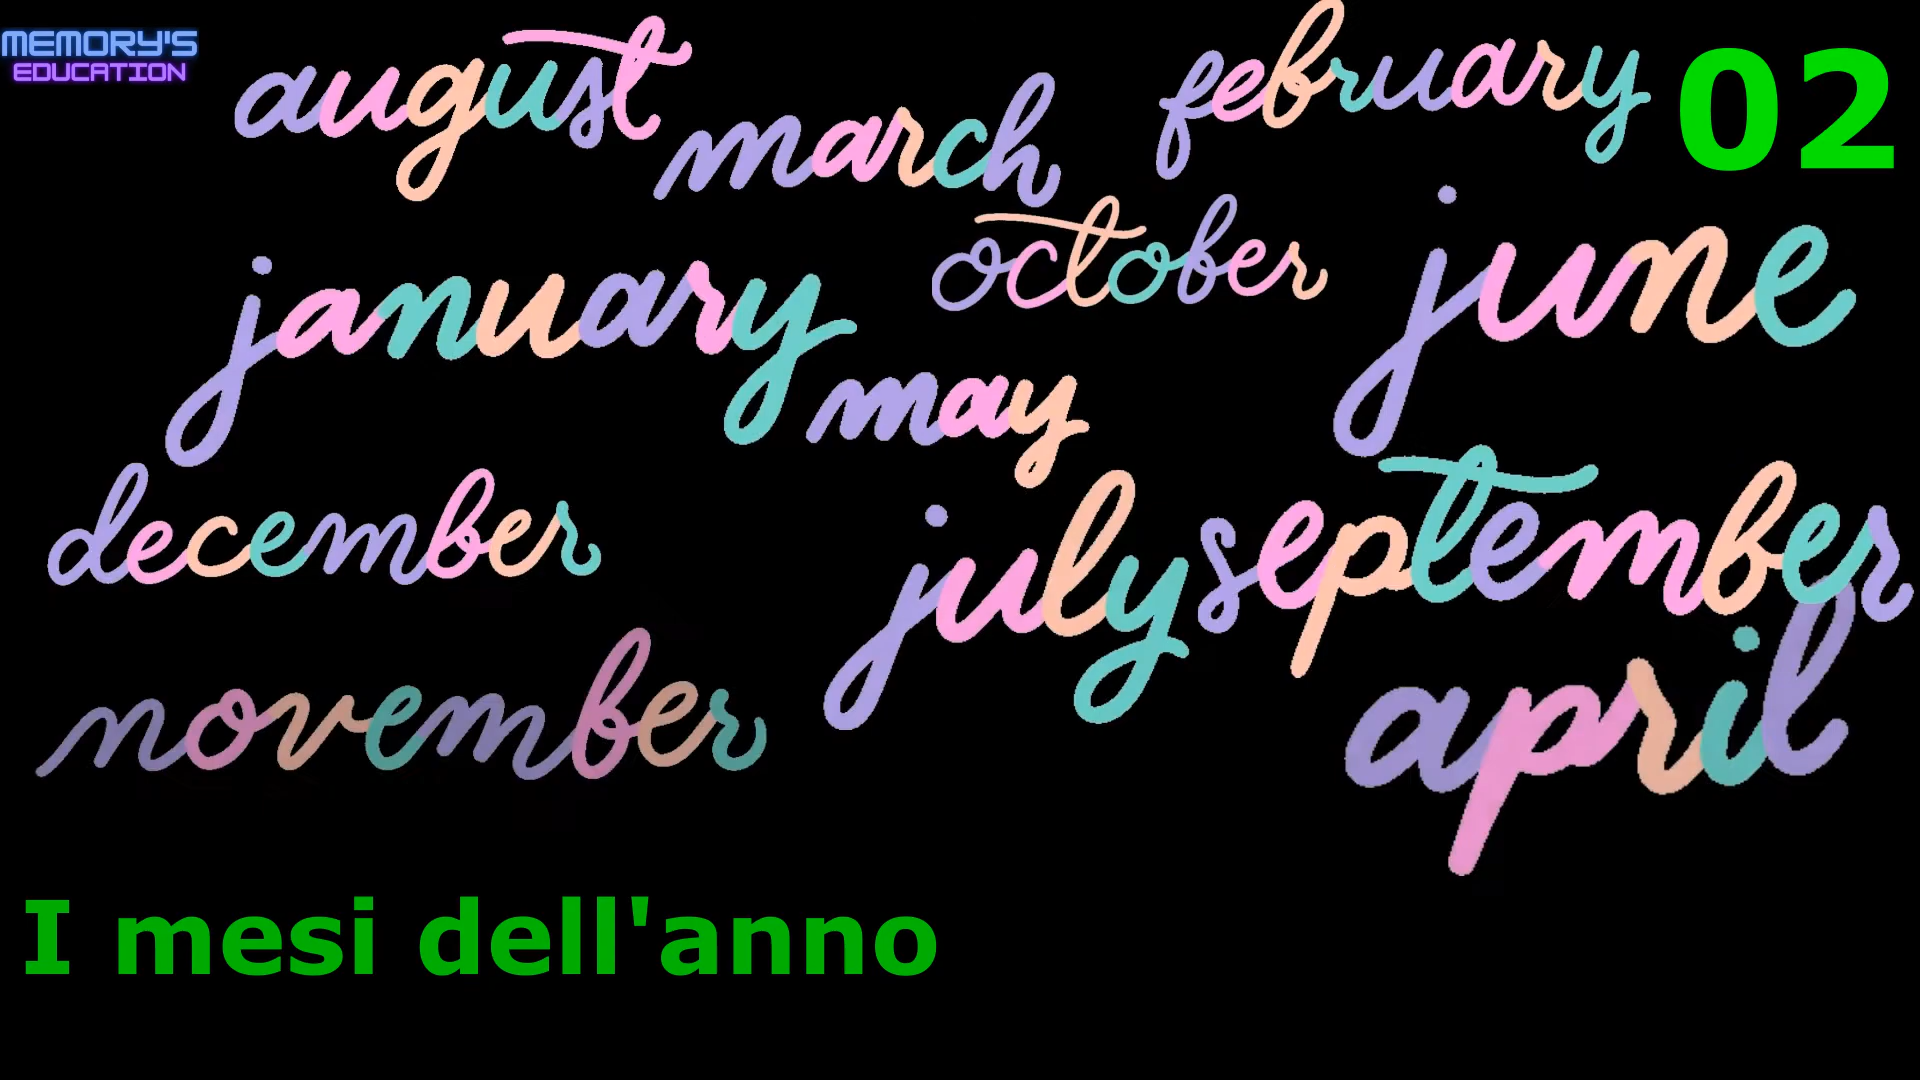 MEMORY'S
EDUCATION
august
march
february
02
january
october
june
may
december
july
september
november
april
I mesi dell'anno